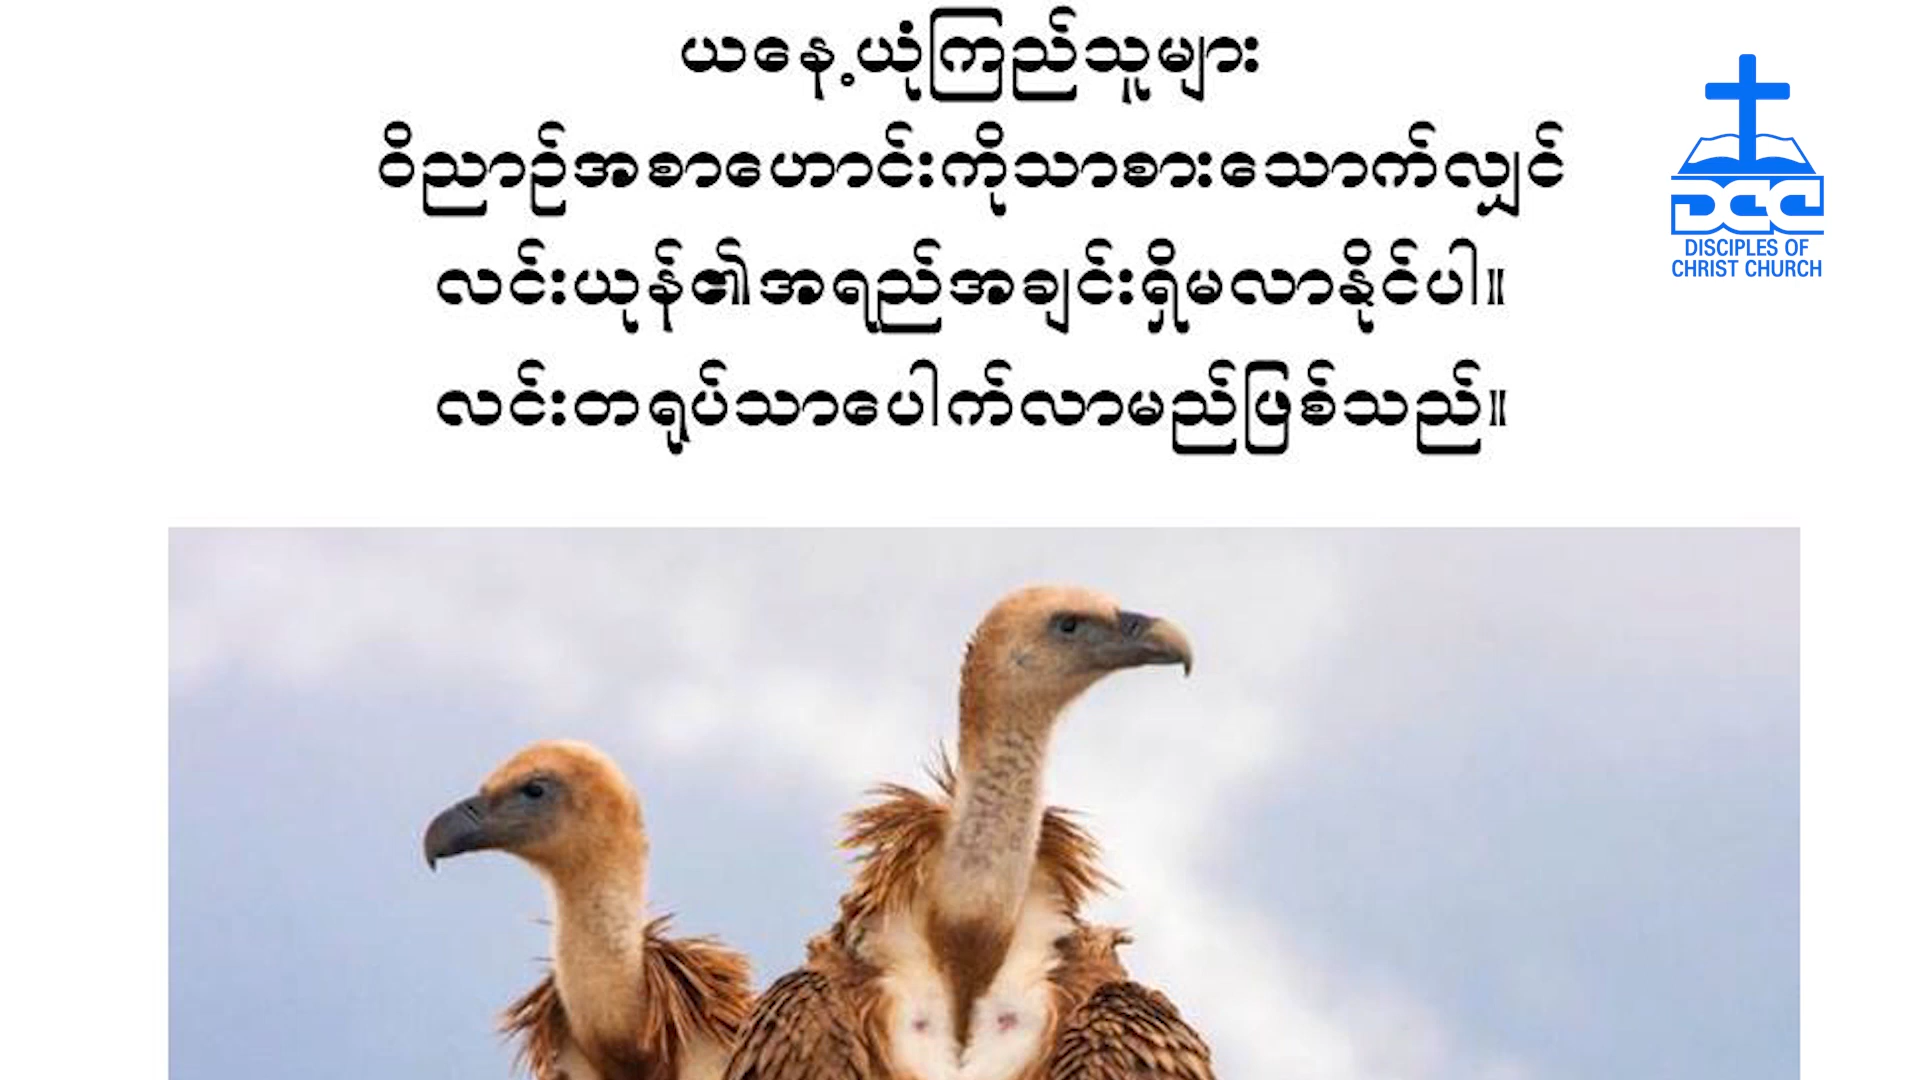 ယနေ့ယုံကြည်သူများ
ဝိညာဉ်အစာဟောင်းကိုသာစားသောက်လျှင်
လင်းယုန်၏အရည်အချင်းရှိမလာနိုင်ပါ။
လင်းတရုပ်သာပေါက်လာမည်ဖြစ်သည်။
DCC
DISCIPLES OF
CHRIST CHURCH